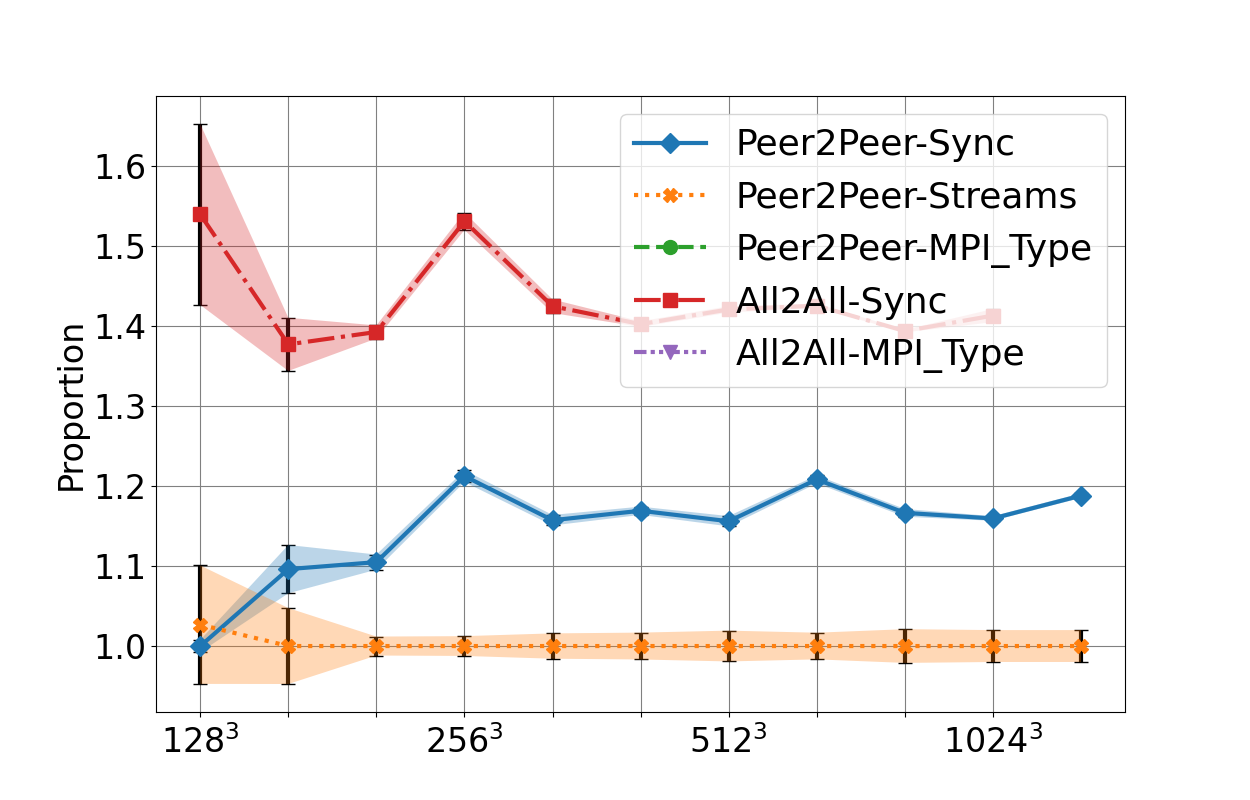 Peer2Peer-Sync
Peer2Peer-Streams
Peer2Peer-MPI_Type
All2All-Sync
All2All-MPI_Type
Proportion
1.6
1.5
1.4
1.3
1.2
1.1
1.0
128³
256³
512³
1024³